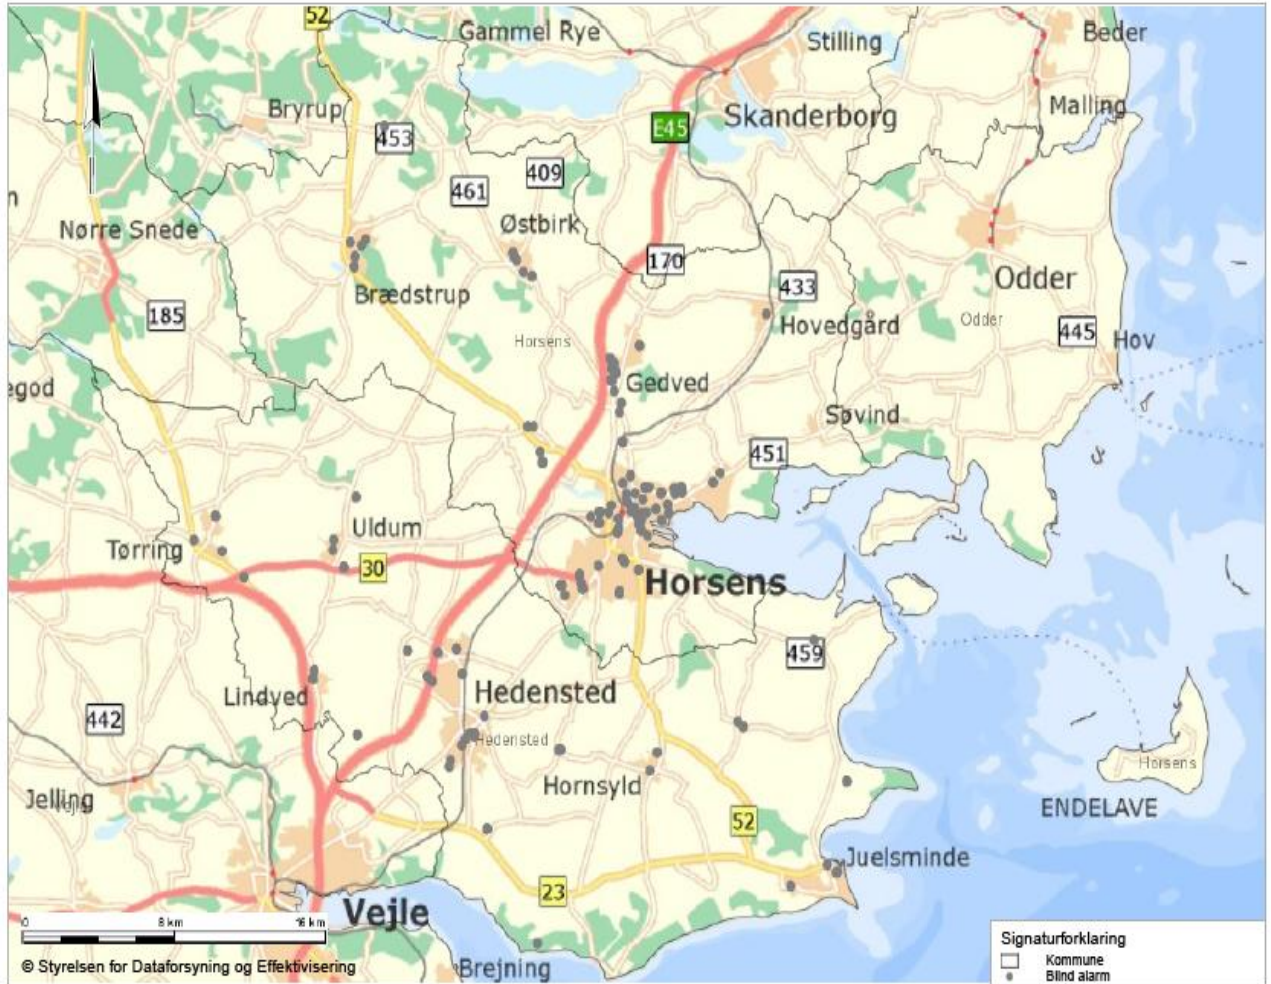 52
Gammel Rye
Stilling
Beder
Bryrup
Skanderborg
Malling
E45
453
409
461
n
Nørre Snede
Østbirk
170
433
Odder
185
Brædstrup
Hovedgård
Odder
445
Hov
Horsens
egod
Gedved
Søvind
451
Uldum
Tørring
30
Horsens
459
Lindved
Hedensted
442
Hedensted
Horsens
Jelling
Hornsyld
ENDELAVE
52
Juelsminde
23
Vejle
0 8 km 16 km
Brejning
© Styrelsen for Dataforsyning og Effektivisering
Signaturforklaring
Kommune
Blind alarm